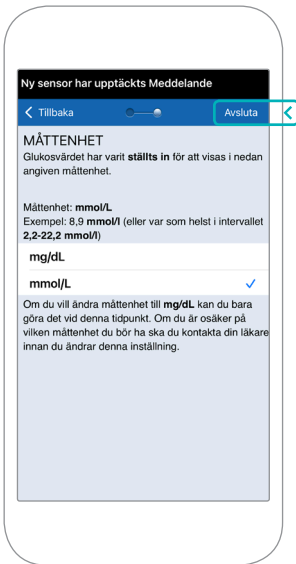 Ny sensor har upptäckts Meddelande
Tillbaka
Avsluta
MÅTTENHET
Glukosvärdet har varit ställts in för att visas i nedan
angiven måttenhet.
Måttenhet: mmol/L
Exempel: 8,9 mmol/l (eller var som helst i intervallet
2,2-22,2 mmol/l)
mg/dL
mmol/L
Om du vill ändra måttenhet till mg/dL kan du bara
göra det vid denna tidpunkt. Om du är osäker på
vilken måttenhet du bör ha ska du kontakta din läkare
innan du ändrar denna inställning.